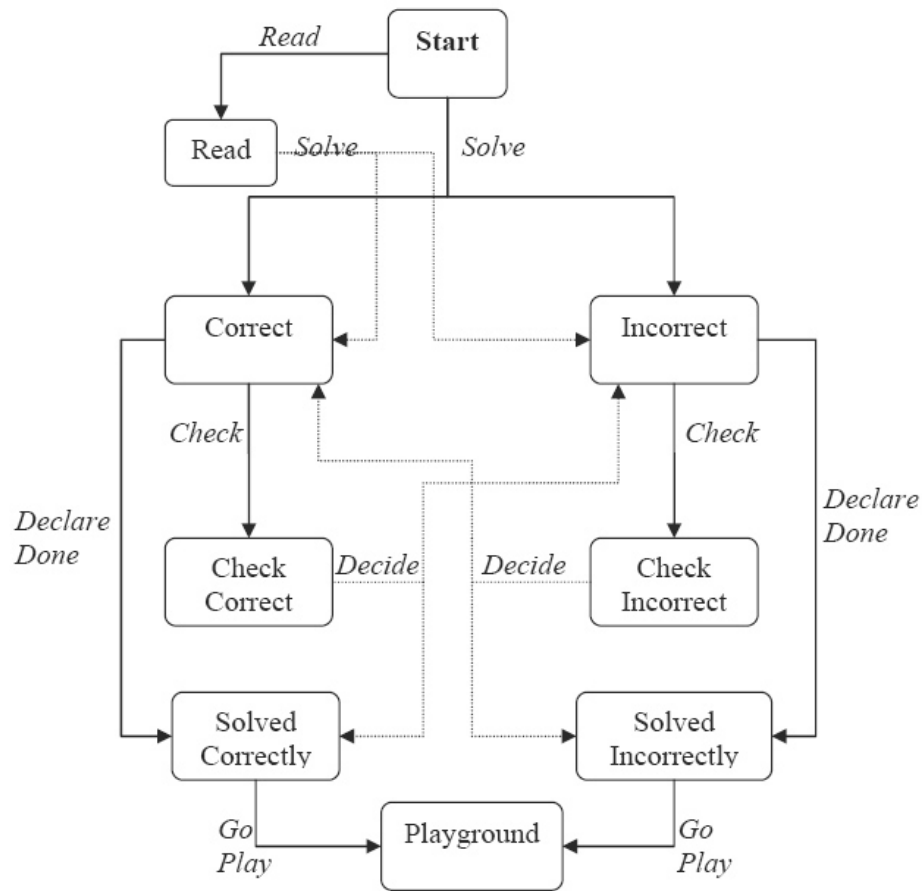 Read
Start
Read
Solve
Solve
Correct
Incorrect
Check
Check
Declare
Done
Declare
Done
Check
Correct
Decide
Decide
Check
Incorrect
Solved
Correctly
Solved
Incorrectly
Go
Play
Playground
Go
Play